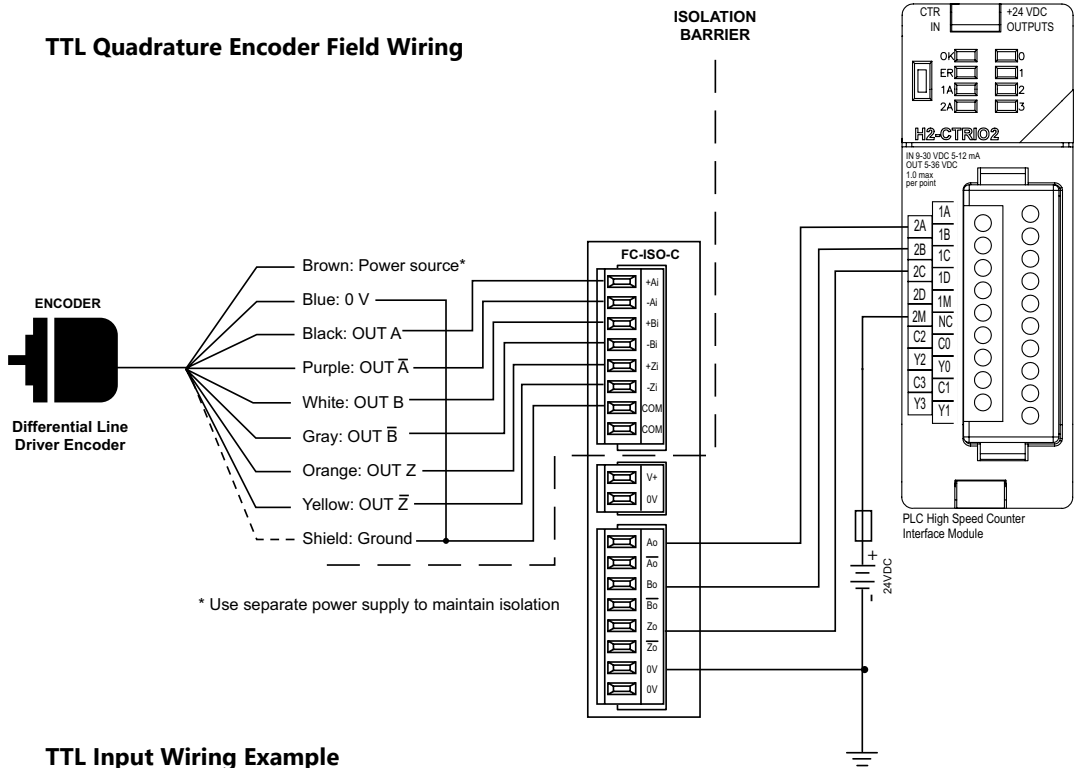 TTL Quadrature Encoder Field Wiring
ISOLATION
BARRIER
CTR
IN
+24 VDC
OUTPUTS
OK
ER
1A
2A
0
1
2
3
H2-CTRIO2
IN 9-30 VDC 5-12 mA
OUT 5-36 VDC
1.0 max
per point
1A
2A
1B
2B
1C
2C
1D
2D
1M
2M
NC
C2
C0
Y2
Y0
C3
C1
Y3
Y1
PLC High Speed Counter
Interface Module
ENCODER
Differential Line
Driver Encoder
Brown: Power source*
Blue: 0 V
Black: OUT A
Purple: OUT A̅
White: OUT B
Gray: OUT B̅
Orange: OUT Z
Yellow: OUT Z̅
Shield: Ground
* Use separate power supply to maintain isolation
FC-ISO-C
+Ai
-Ai
+Bi
-Bi
+Zi
-Zi
COM
COM
V+
0V
Ao
A̅o̅
Bo
B̅o̅
Zo
Z̅o̅
0V
0V
+
24VDC
-
TTL Input Wiring Example